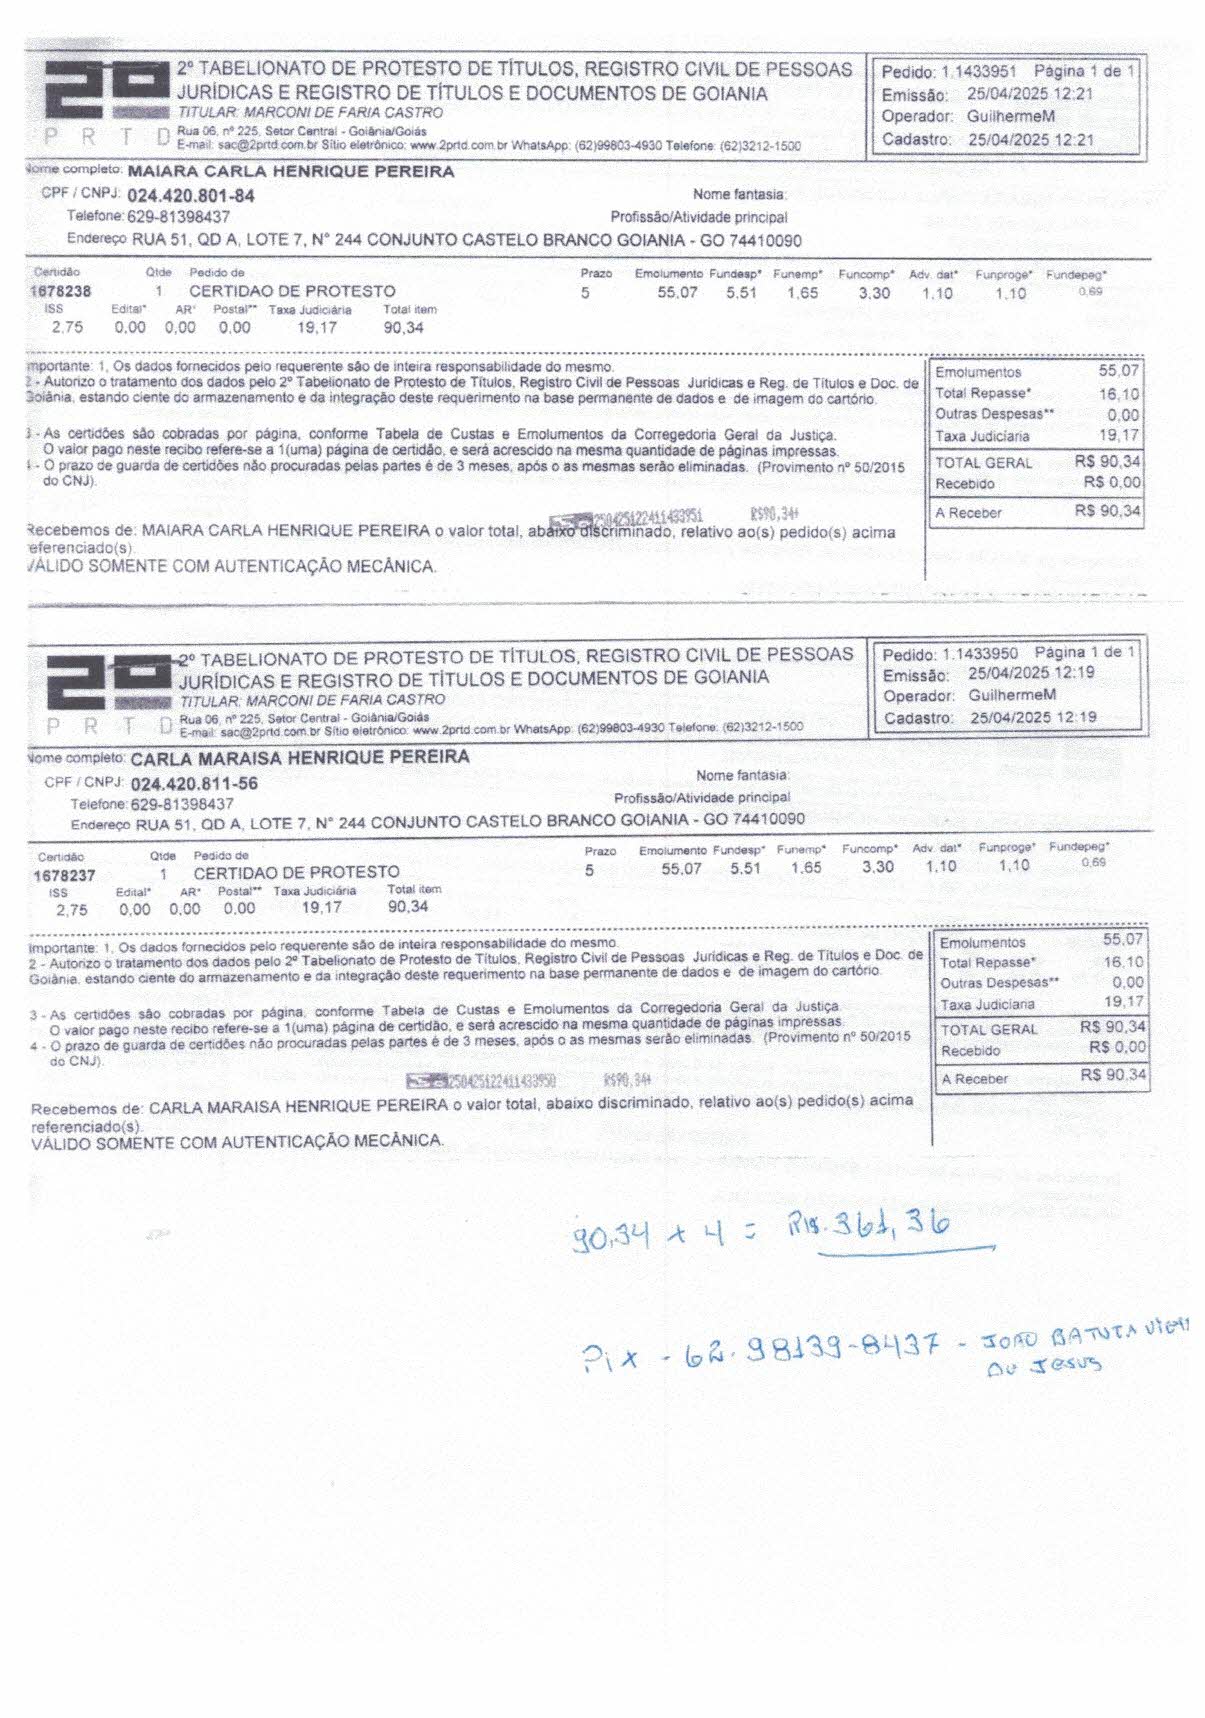 2º TABELIONATO DE PROTESTO DE TÍTULOS, REGISTRO CIVIL DE PESSOAS
JURÍDICAS E REGISTRO DE TÍTULOS E DOCUMENTOS DE GOIANIA
TITULAR: MARCONI DE FARIA CASTRO
P R T D
Rua 06, nº 225, Setor Central - Goiânia/Goiás
E-mail: sac@2prtd.com.br Sítio eletrônico: www.2prtd.com.br WhatsApp: (62)99803-4930 Telefone: (62)3212-1500
Pedido: 1.1433951 Página 1 de 1
Emissão: 25/04/2025 12:21
Operador: GuilhermeM
Cadastro: 25/04/2025 12:21
Nome completo: MAIARA CARLA HENRIQUE PEREIRA
CPF / CNPJ: 024.420.801-84 Nome fantasia:
Telefone: 629-81398437 Profissão/Atividade principal
Endereço RUA 51, QD A, LOTE 7, N° 244 CONJUNTO CASTELO BRANCO GOIANIA - GO 74410090
Certidão Qtde Pedido de Prazo Emolumento Fundesp* Funemp* Funcomp* Adv. dat* Funproge* Fundepeg*
1678238 1 CERTIDAO DE PROTESTO 5 55,07 5,51 1,65 3,30 1,10 1,10 0,69
ISS Edital* AR* Postal** Taxa Judiciária Total item
2,75 0,00 0,00 0,00 19,17 90,34
mportante: 1, Os dados fornecidos pelo requerente são de inteira responsabilidade do mesmo.
2 - Autorizo o tratamento dos dados pelo 2º Tabelionato de Protesto de Títulos, Registro Civil de Pessoas Jurídicas e Reg. de Títulos e Doc. de
Goiânia, estando ciente do armazenamento e da integração deste requerimento na base permanente de dados e de imagem do cartório.
3 - As certidões são cobradas por página, conforme Tabela de Custas e Emolumentos da Corregedoria Geral da Justiça.
O valor pago neste recibo refere-se a 1(uma) página de certidão, e será acrescido na mesma quantidade de páginas impressas.
4 - O prazo de guarda de certidões não procuradas pelas partes é de 3 meses, após o as mesmas serão eliminadas. (Provimento nº 50/2015
do CNJ).
Emolumentos 55,07
Total Repasse* 16,10
Outras Despesas** 0,00
Taxa Judiciaria 19,17
TOTAL GERAL R$ 90,34
Recebido R$ 0,00
A Receber R$ 90,34
250425122411433951 R$90,34+
Recebemos de: MAIARA CARLA HENRIQUE PEREIRA o valor total, abaixo discriminado, relativo ao(s) pedido(s) acima
referenciado(s).
VÁLIDO SOMENTE COM AUTENTICAÇÃO MECÂNICA.
2º TABELIONATO DE PROTESTO DE TÍTULOS, REGISTRO CIVIL DE PESSOAS
JURÍDICAS E REGISTRO DE TÍTULOS E DOCUMENTOS DE GOIANIA
TITULAR: MARCONI DE FARIA CASTRO
P R T D
Rua 06, nº 225, Setor Central - Goiânia/Goiás
E-mail: sac@2prtd.com.br Sítio eletrônico: www.2prtd.com.br WhatsApp: (62)99803-4930 Telefone: (62)3212-1500
Pedido: 1.1433950 Página 1 de 1
Emissão: 25/04/2025 12:19
Operador: GuilhermeM
Cadastro: 25/04/2025 12:19
Nome completo: CARLA MARAISA HENRIQUE PEREIRA
CPF / CNPJ: 024.420.811-56 Nome fantasia:
Telefone: 629-81398437 Profissão/Atividade principal
Endereço RUA 51, QD A, LOTE 7, N° 244 CONJUNTO CASTELO BRANCO GOIANIA - GO 74410090
Certidão Qtde Pedido de Prazo Emolumento Fundesp* Funemp* Funcomp* Adv. dat* Funproge* Fundepeg*
1678237 1 CERTIDAO DE PROTESTO 5 55,07 5,51 1,65 3,30 1,10 1,10 0,69
ISS Edital* AR* Postal** Taxa Judiciária Total item
2,75 0,00 0,00 0,00 19,17 90,34
Importante: 1, Os dados fornecidos pelo requerente são de inteira responsabilidade do mesmo.
2 - Autorizo o tratamento dos dados pelo 2º Tabelionato de Protesto de Títulos, Registro Civil de Pessoas Jurídicas e Reg. de Títulos e Doc. de
Goiânia, estando ciente do armazenamento e da integração deste requerimento na base permanente de dados e de imagem do cartório.
3 - As certidões são cobradas por página, conforme Tabela de Custas e Emolumentos da Corregedoria Geral da Justiça.
O valor pago neste recibo refere-se a 1(uma) página de certidão, e será acrescido na mesma quantidade de páginas impressas.
4 - O prazo de guarda de certidões não procuradas pelas partes é de 3 meses, após o as mesmas serão eliminadas. (Provimento nº 50/2015
do CNJ).
Emolumentos 55,07
Total Repasse* 16,10
Outras Despesas** 0,00
Taxa Judiciaria 19,17
TOTAL GERAL R$ 90,34
Recebido R$ 0,00
A Receber R$ 90,34
250425122411433950 R$90,34+
Recebemos de: CARLA MARAISA HENRIQUE PEREIRA o valor total, abaixo discriminado, relativo ao(s) pedido(s) acima
referenciado(s).
VÁLIDO SOMENTE COM AUTENTICAÇÃO MECÂNICA.
90,34 x 4 = R$. 361,36
Pix - 62.98139-8437 - JOAO BATISTA
DE JESUS